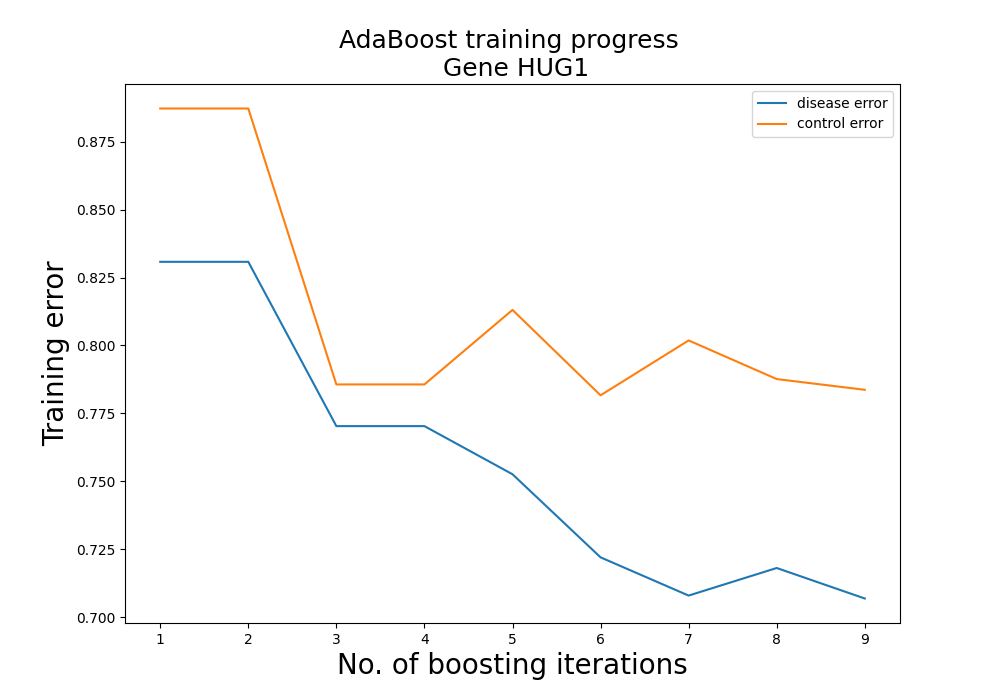 AdaBoost training progress
Gene HUG1
disease error
control error
Training error
0.875
0.850
0.825
0.800
0.775
0.750
0.725
0.700
1 2 3 4 5 6 7 8 9
No. of boosting iterations